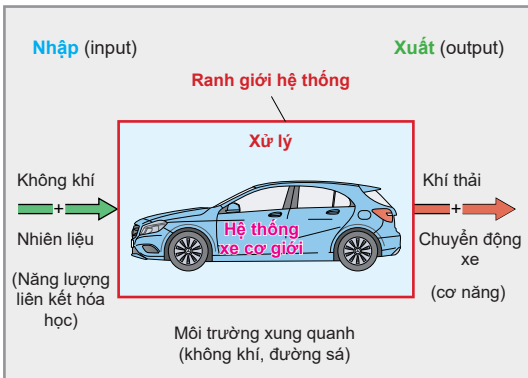 Nhập (input)
Xuất (output)
Ranh giới hệ thống
Xử lý
Không khí
+
Nhiên liệu
(Năng lượng
liên kết hóa
học)
Hệ thống
xe cơ giới
Khí thải
+
Chuyển động
xe
(cơ năng)
Môi trường xung quanh
(không khí, đường sá)